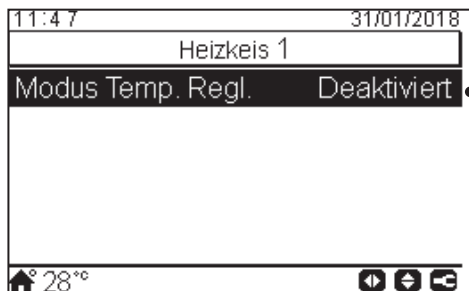 11:47 31/01/2018
Heizkeis 1
Modus Temp. Regl. Deaktiviert
28°C